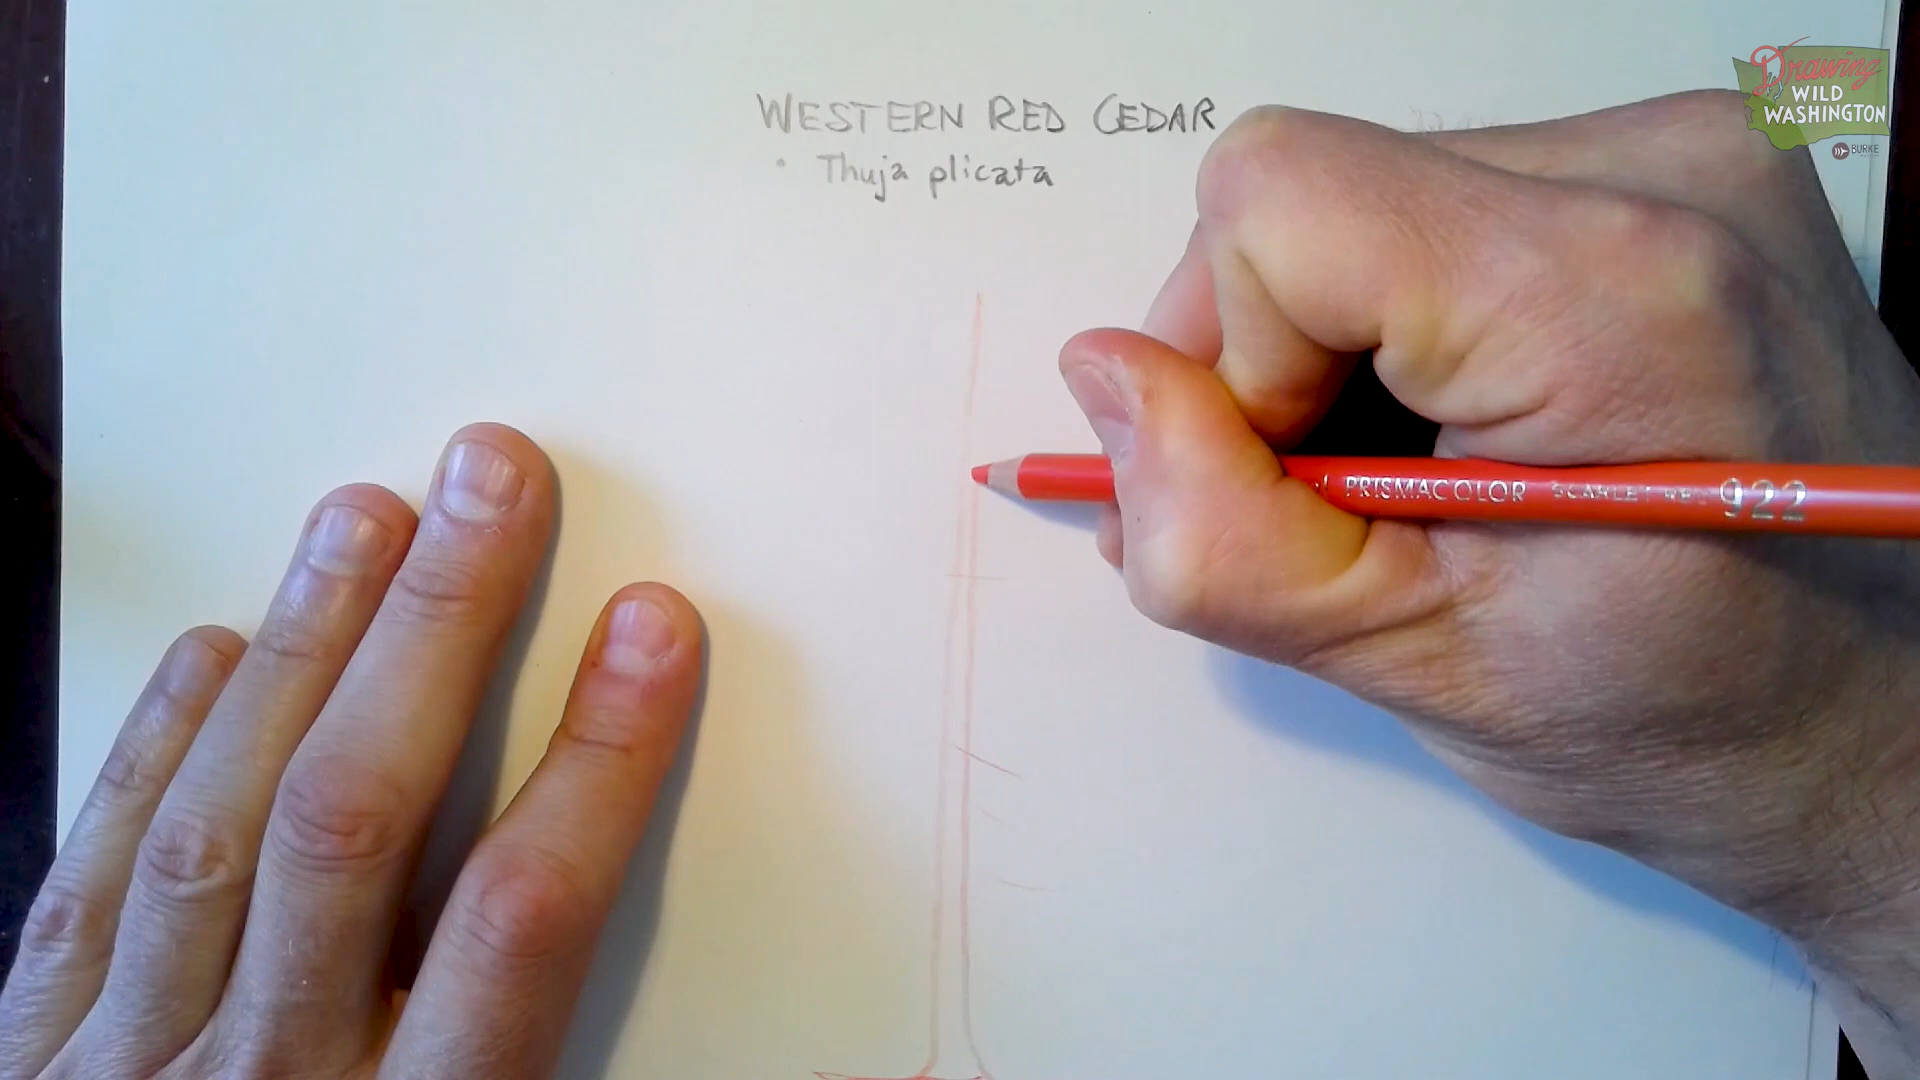 WESTERN RED CEDAR
• Thuja plicata
PRISMACOLOR SCARLET RED 922
Drawing
WILD
WASHINGTON
BURKE